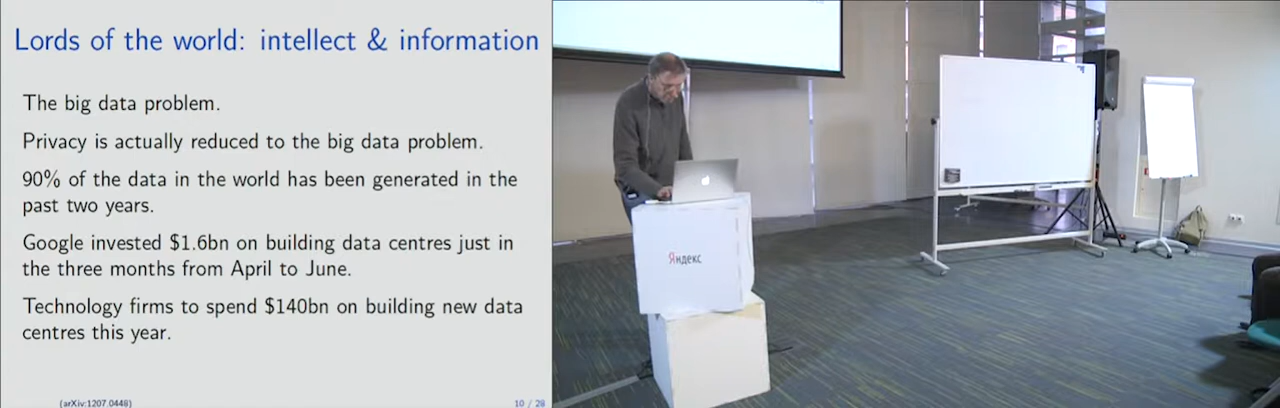 Lords of the world: intellect & information
The big data problem.
Privacy is actually reduced to the big data problem.
90% of the data in the world has been generated in the
past two years.
Google invested $1.6bn on building data centres just in
the three months from April to June.
Technology firms to spend $140bn on building new data
centres this year.
(arXiv:1207.0448)
10 / 28
Яндекс